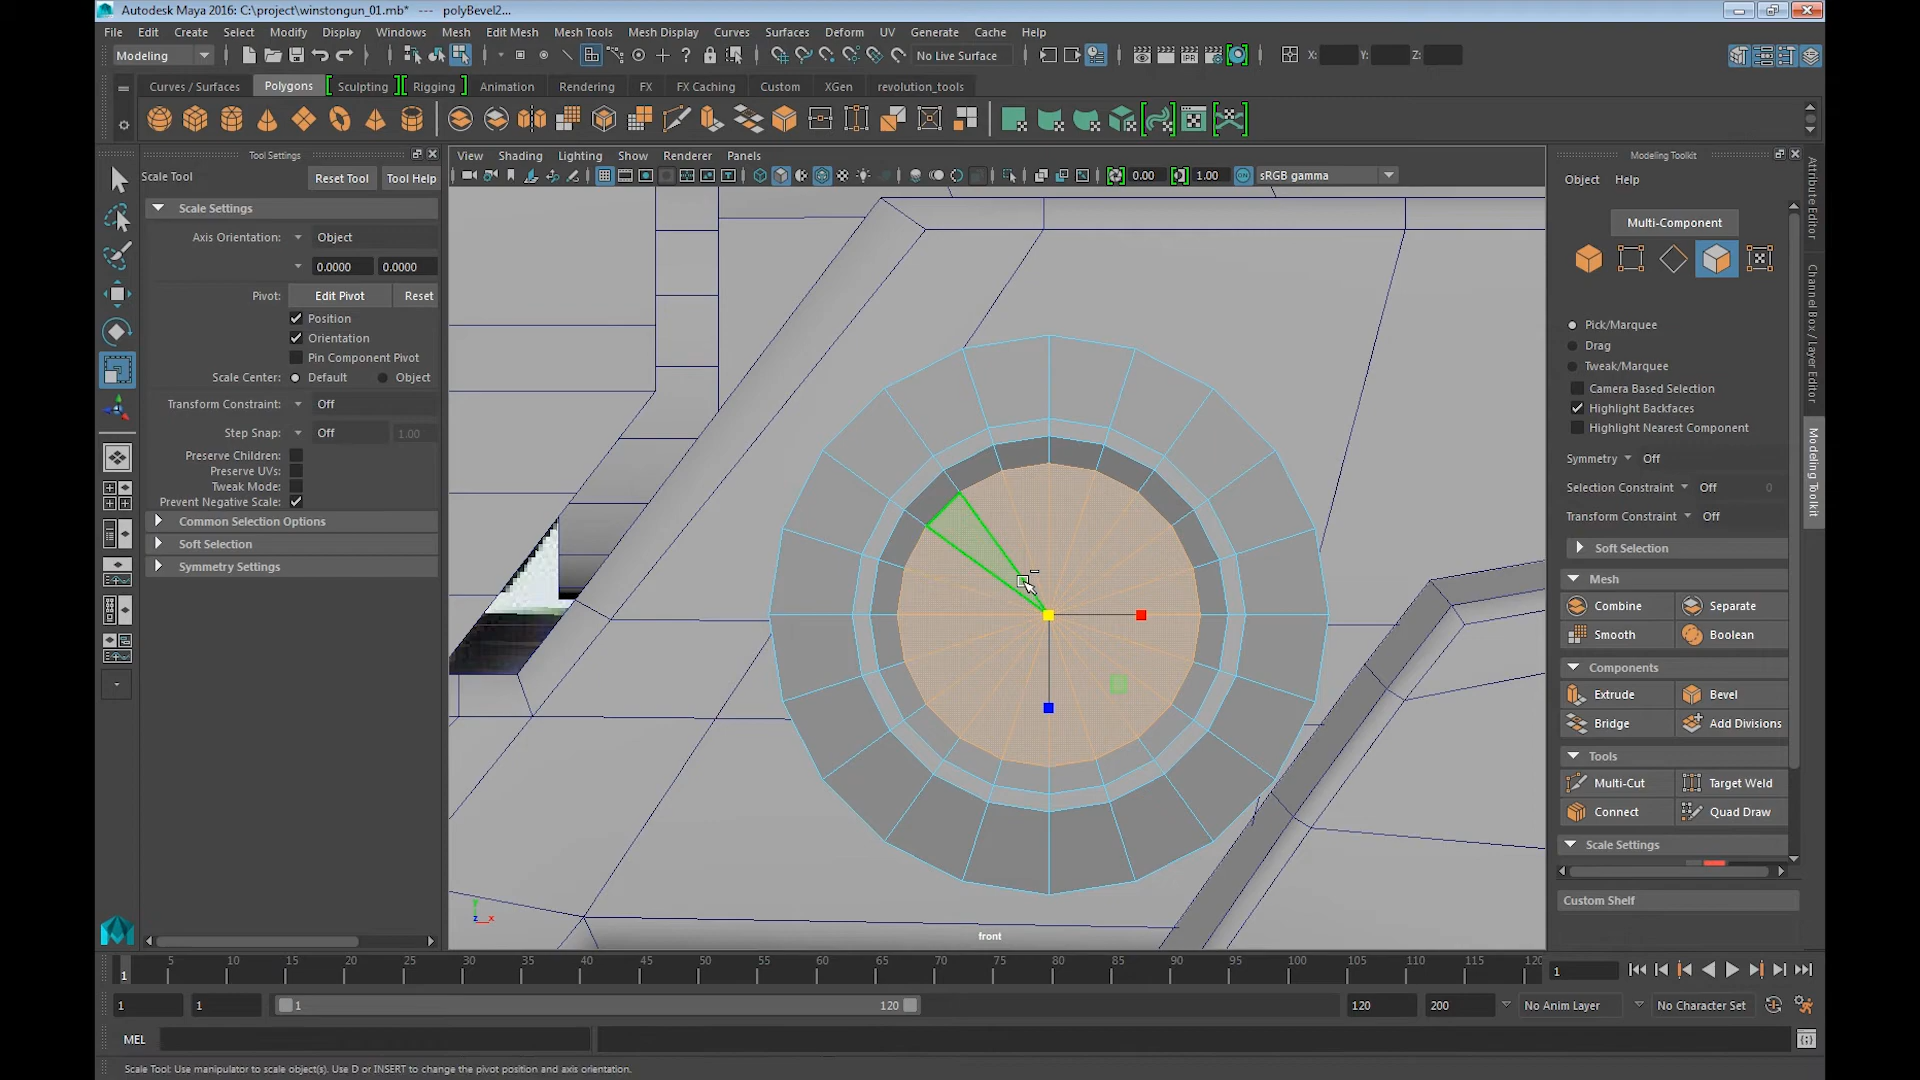 Autodesk Maya 2016: C:\project\winstongun_01.mb* --- polyBevel2...
File Edit Create Select Modify Display Windows Mesh Edit Mesh Mesh Tools Mesh Display Curves Surfaces Deform UV Generate Cache Help
Modeling No Live Surface X: Y: Z:
Curves / Surfaces Polygons Sculpting Rigging Animation Rendering FX FX Caching Custom XGen revolution_tools
Tool Settings
Scale Tool Reset Tool Tool Help
Scale Settings
Axis Orientation: Object
0.0000 0.0000
Pivot: Edit Pivot Reset
Position
Orientation
Pin Component Pivot
Scale Center: Default Object
Transform Constraint: Off
Step Snap: Off 1.00
Preserve Children:
Preserve UVs:
Tweak Mode:
Prevent Negative Scale:
Common Selection Options
Soft Selection
Symmetry Settings
View Shading Lighting Show Renderer Panels
0.00 1.00 sRGB gamma
front
Modeling Toolkit
Object Help
Multi-Component
Pick/Marquee
Drag
Tweak/Marquee
Camera Based Selection
Highlight Backfaces
Highlight Nearest Component
Symmetry Off
Selection Constraint Off 0
Transform Constraint Off
Soft Selection
Mesh
Combine Separate
Smooth Boolean
Components
Extrude Bevel
Bridge Add Divisions
Tools
Multi-Cut Target Weld
Connect Quad Draw
Scale Settings
Custom Shelf
Attribute Editor
Channel Box / Layer Editor
Modeling Toolkit
1 5 10 15 20 25 30 35 40 45 50 55 60 65 70 75 80 85 90 95 100 105 110 115 120 1
1 1 1 120 120 200 No Anim Layer No Character Set
MEL
Scale Tool: Use manipulator to scale object(s). Use D or INSERT to change the pivot position and axis orientation.